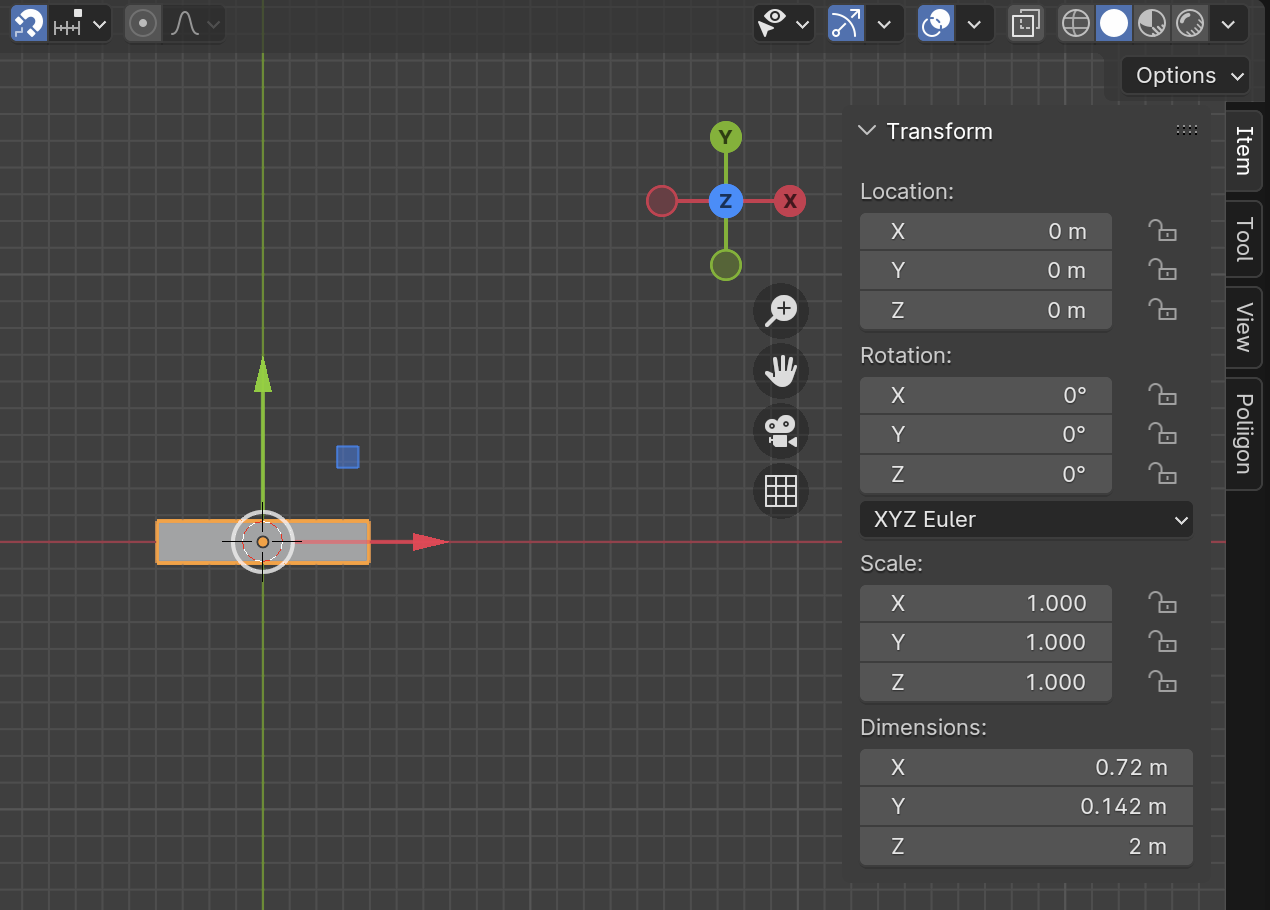 Options
Transform
Location:
X 0 m
Y 0 m
Z 0 m
Rotation:
X 0°
Y 0°
Z 0°
XYZ Euler
Scale:
X 1.000
Y 1.000
Z 1.000
Dimensions:
X 0.72 m
Y 0.142 m
Z 2 m
Item
Tool
View
Poliigon
Y
Z X